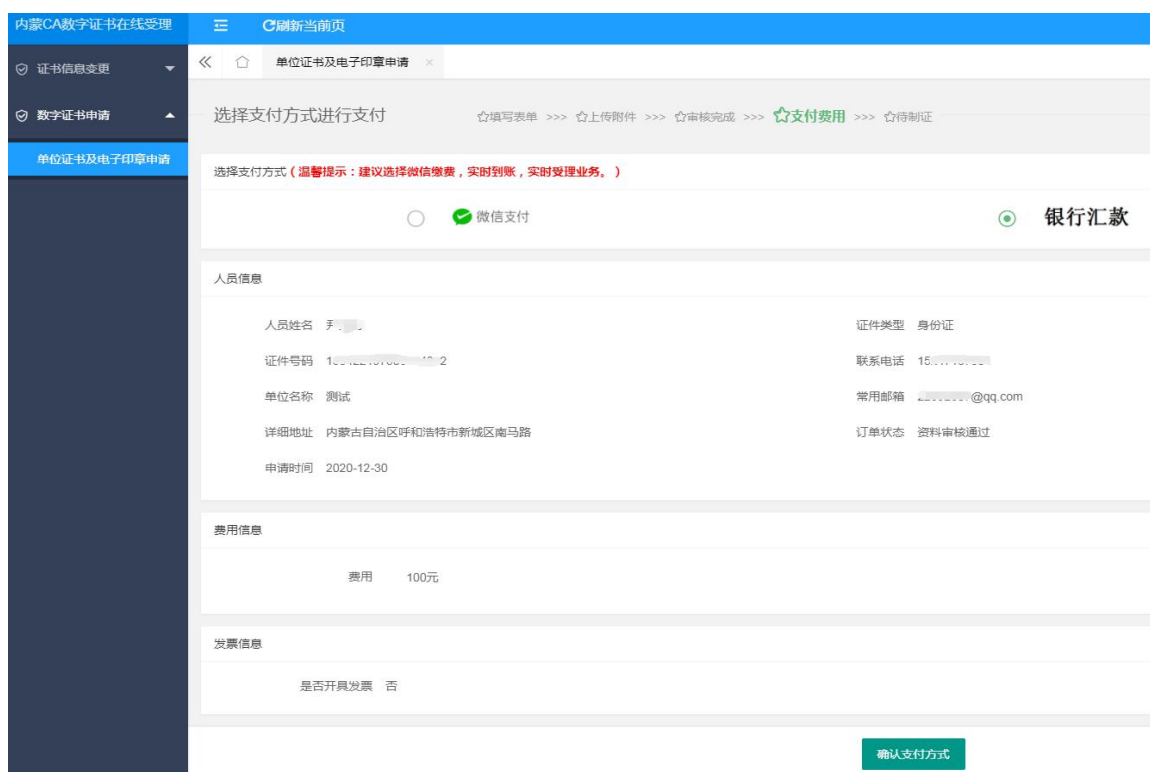 内蒙CA数字证书在线受理 刷新当前页
证书信息变更 单位证书及电子印章申请 ×
数字证书申请 选择支付方式进行支付 填写表单 >>> 上传附件 >>> 审核完成 >>> 支付费用 >>> 待制证
单位证书及电子印章申请
选择支付方式(温馨提示:建议选择微信缴费,实时到账,实时受理业务。)
微信支付 银行汇款
人员信息
人员姓名 证件类型 身份证
证件号码 联系电话
单位名称 测试 常用邮箱 @qq.com
详细地址 内蒙古自治区呼和浩特市新城区南马路 订单状态 资料审核通过
申请时间 2020-12-30
费用信息
费用 100元
发票信息
是否开具发票 否
确认支付方式